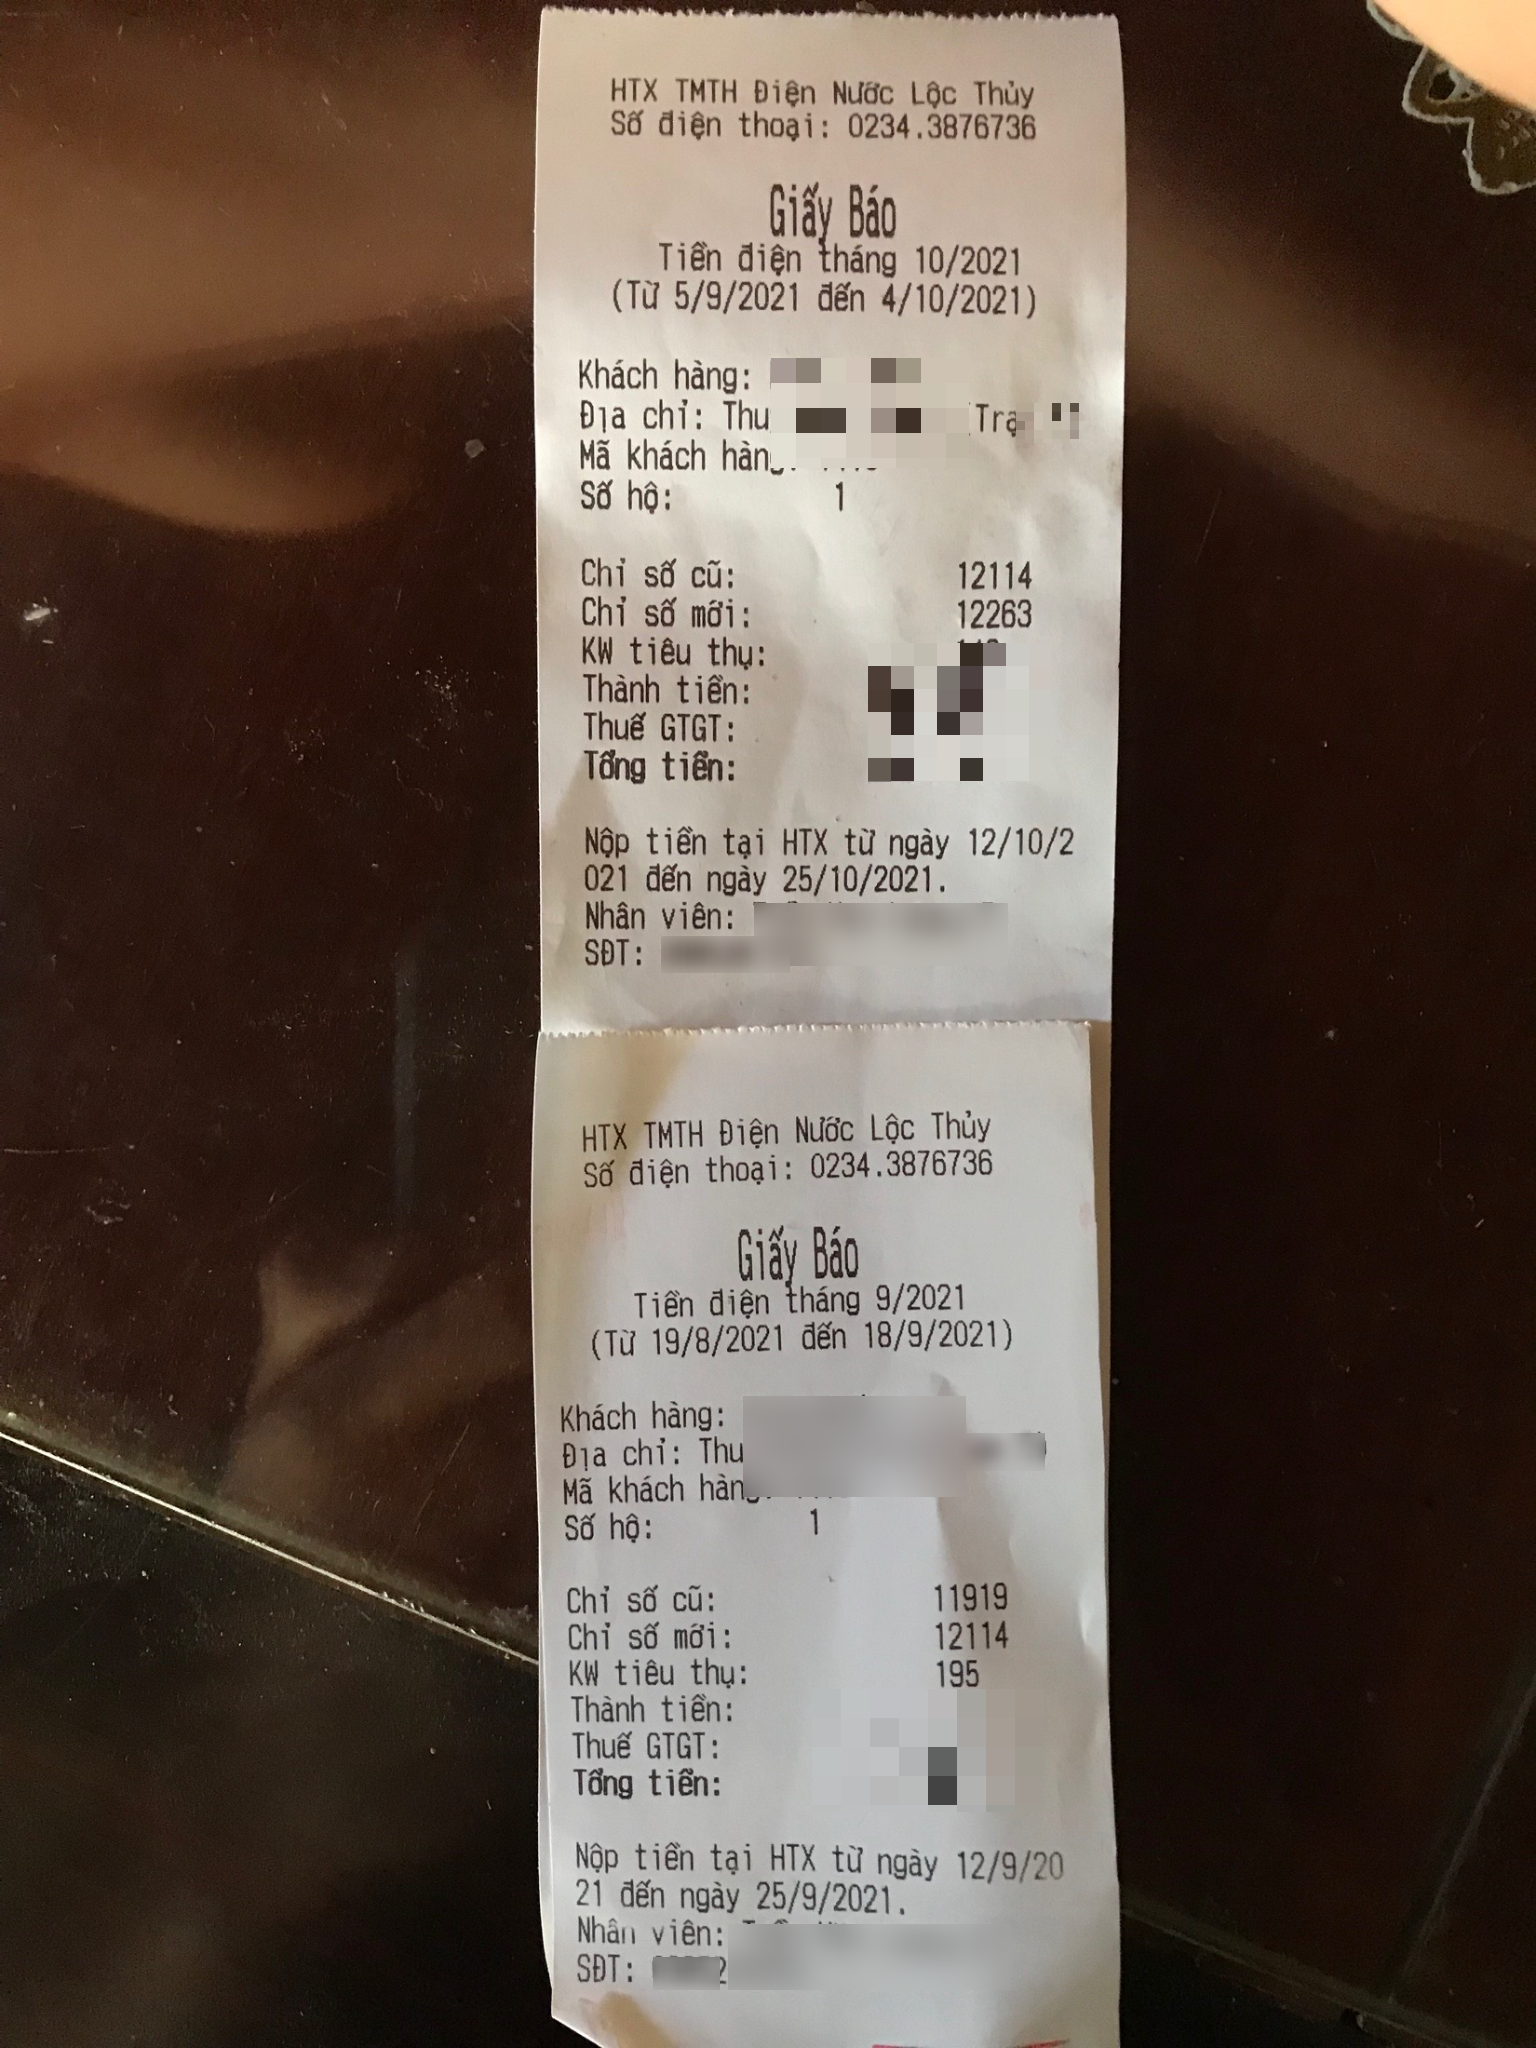 HTX TMTH Điện Nước Lộc Thủy
Số điện thoại: 0234.3876736
Giấy Báo
Tiền điện tháng 10/2021
(Từ 5/9/2021 đến 4/10/2021)
Khách hàng:
Địa chỉ:
Mã khách hàng:
Số hộ: 1
Chỉ số cũ: 12114
Chỉ số mới: 12263
KW tiêu thụ:
Thành tiền:
Thuế GTGT:
Tổng tiền:
Nộp tiền tại HTX từ ngày 12/10/2
021 đến ngày 25/10/2021.
Nhân viên:
SĐT:
HTX TMTH Điện Nước Lộc Thủy
Số điện thoại: 0234.3876736
Giấy Báo
Tiền điện tháng 9/2021
(Từ 19/8/2021 đến 18/9/2021)
Khách hàng:
Địa chỉ:
Mã khách hàng:
Số hộ: 1
Chỉ số cũ: 11919
Chỉ số mới: 12114
KW tiêu thụ: 195
Thành tiền:
Thuế GTGT:
Tổng tiền:
Nộp tiền tại HTX từ ngày 12/9/20
21 đến ngày 25/9/2021.
Nhân viên:
SĐT: